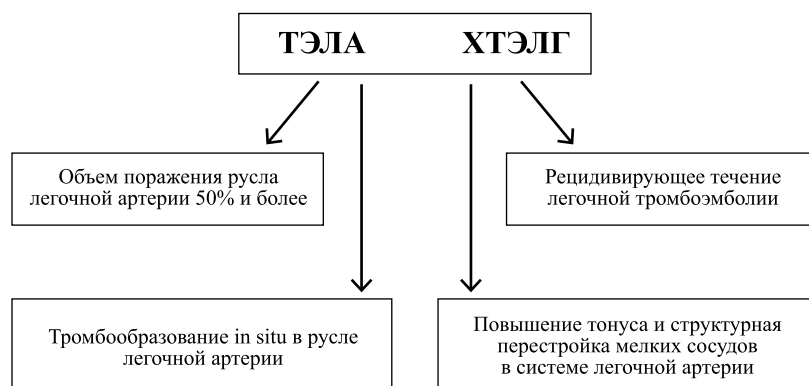 ТЭЛА ХТЭЛГ
Объем поражения русла
легочной артерии 50% и более
Рецидивирующее течение
легочной тромбоэмболии
Тромбообразование in situ в русле
легочной артерии
Повышение тонуса и структурная
перестройка мелких сосудов
в системе легочной артерии